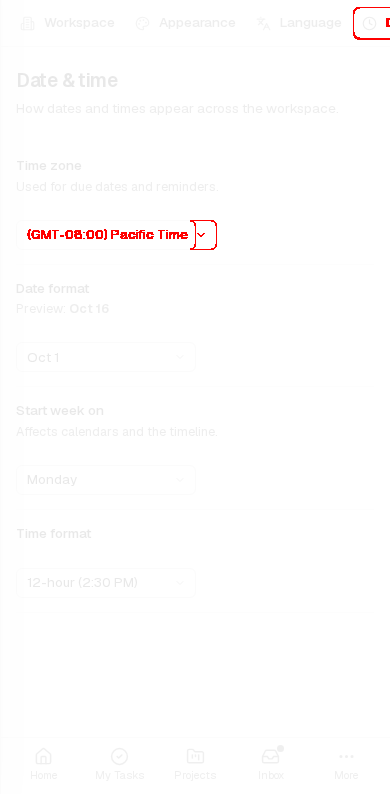 Workspace Appearance Language
Date & time
How dates and times appear across the workspace.
Time zone
Used for due dates and reminders.
(GMT-08:00) Pacific Time
Date format
Preview: Oct 16
Oct 1
Start week on
Affects calendars and the timeline.
Monday
Time format
12-hour (2:30 PM)
Home My Tasks Projects Inbox More